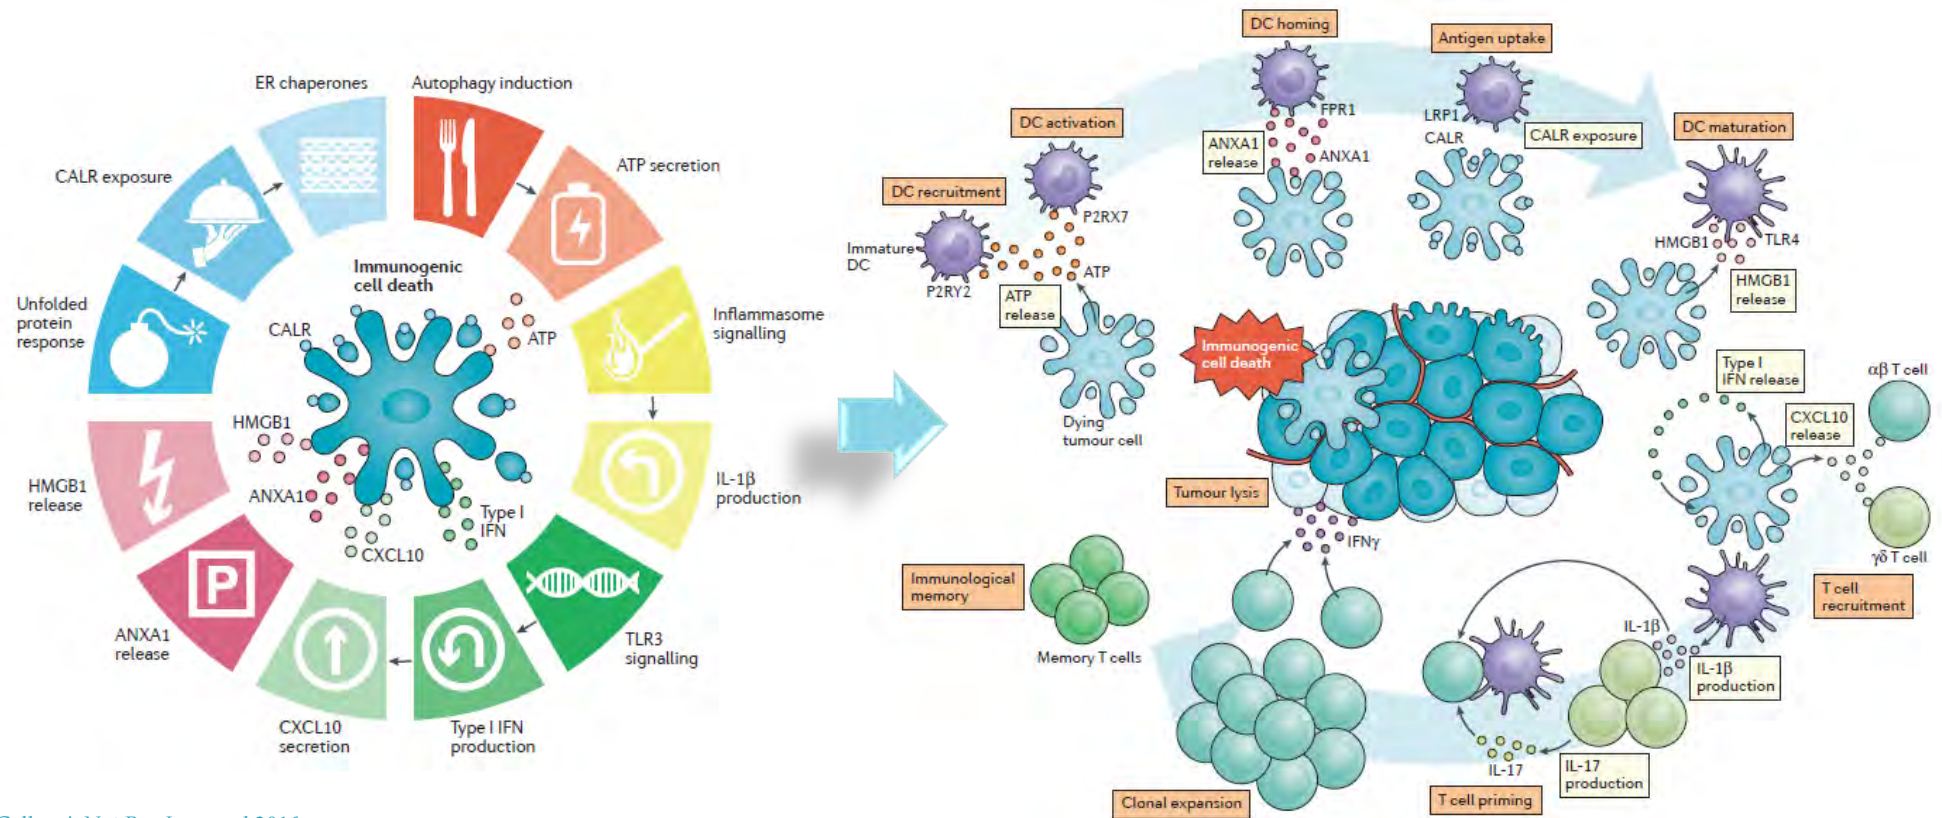 ER chaperones
Autophagy induction
CALR exposure
ATP secretion
Unfolded
protein
response
Inflammasome
signalling
Immunogenic
cell death
CALR
ATP
HMGB1
ANXA1
CXCL10
Type I
IFN
HMGB1
release
IL-1β
production
P
ANXA1
release
TLR3
signalling
CXCL10
secretion
Type I IFN
production
DC homing
Antigen uptake
DC activation
FPR1
LRP1
CALR
CALR exposure
DC maturation
ANXA1
release
ANXA1
DC recruitment
P2RX7
Immature
DC
P2RY2
ATP
ATP
release
HMGB1
TLR4
HMGB1
release
Dying
tumour cell
Immunogenic
cell death
Type I
IFN release
αβ T cell
CXCL10
release
Tumour lysis
IFNγ
γδ T cell
Immunological
memory
T cell
recruitment
Memory T cells
IL-1β
IL-1β
production
IL-17
IL-17
production
Clonal expansion
T cell priming